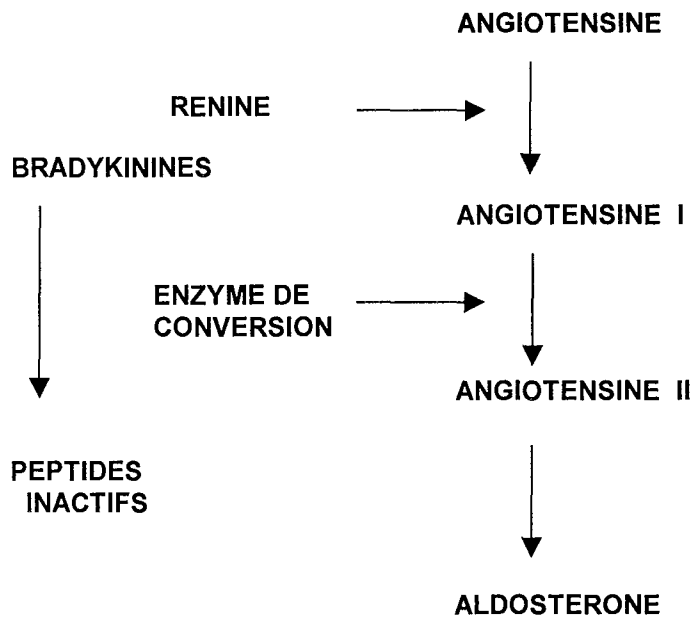 ANGIOTENSINE
RENINE
BRADYKININES
ANGIOTENSINE I
ENZYME DE
CONVERSION
ANGIOTENSINE II
PEPTIDES
INACTIFS
ALDOSTERONE